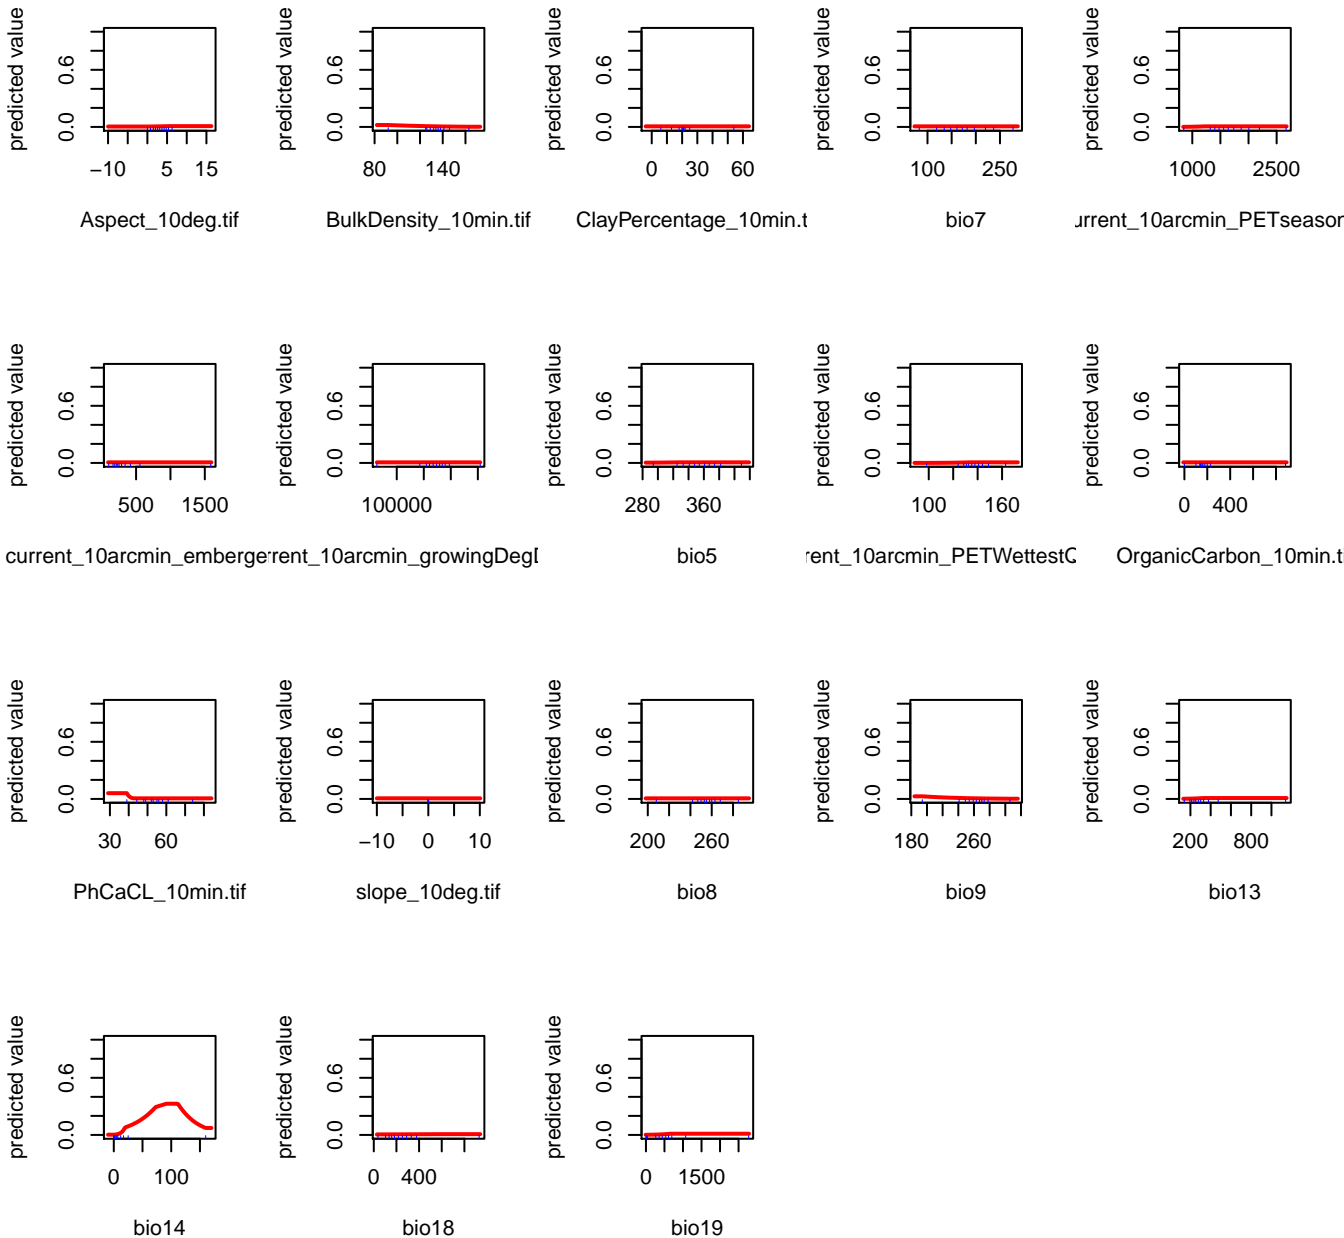 predicted value
0.0 0.6
−10 5 15
Aspect_10deg.tif
predicted value
0.0 0.6
80 140
BulkDensity_10min.tif
predicted value
0.0 0.6
0 30 60
ClayPercentage_10min.t
predicted value
0.0 0.6
100 250
bio7
predicted value
0.0 0.6
1000 2500
urrent_10arcmin_PETseason
predicted value
0.0 0.6
500 1500
current_10arcmin_emberge
predicted value
0.0 0.6
100000
rrent_10arcmin_growingDegD
predicted value
0.0 0.6
280 360
bio5
predicted value
0.0 0.6
100 160
rent_10arcmin_PETWettestQ
predicted value
0.0 0.6
0 400
OrganicCarbon_10min.t
predicted value
0.0 0.6
30 60
PhCaCL_10min.tif
predicted value
0.0 0.6
−10 0 10
slope_10deg.tif
predicted value
0.0 0.6
200 260
bio8
predicted value
0.0 0.6
180 260
bio9
predicted value
0.0 0.6
200 800
bio13
predicted value
0.0 0.6
0 100
bio14
predicted value
0.0 0.6
0 400
bio18
predicted value
0.0 0.6
0 1500
bio19